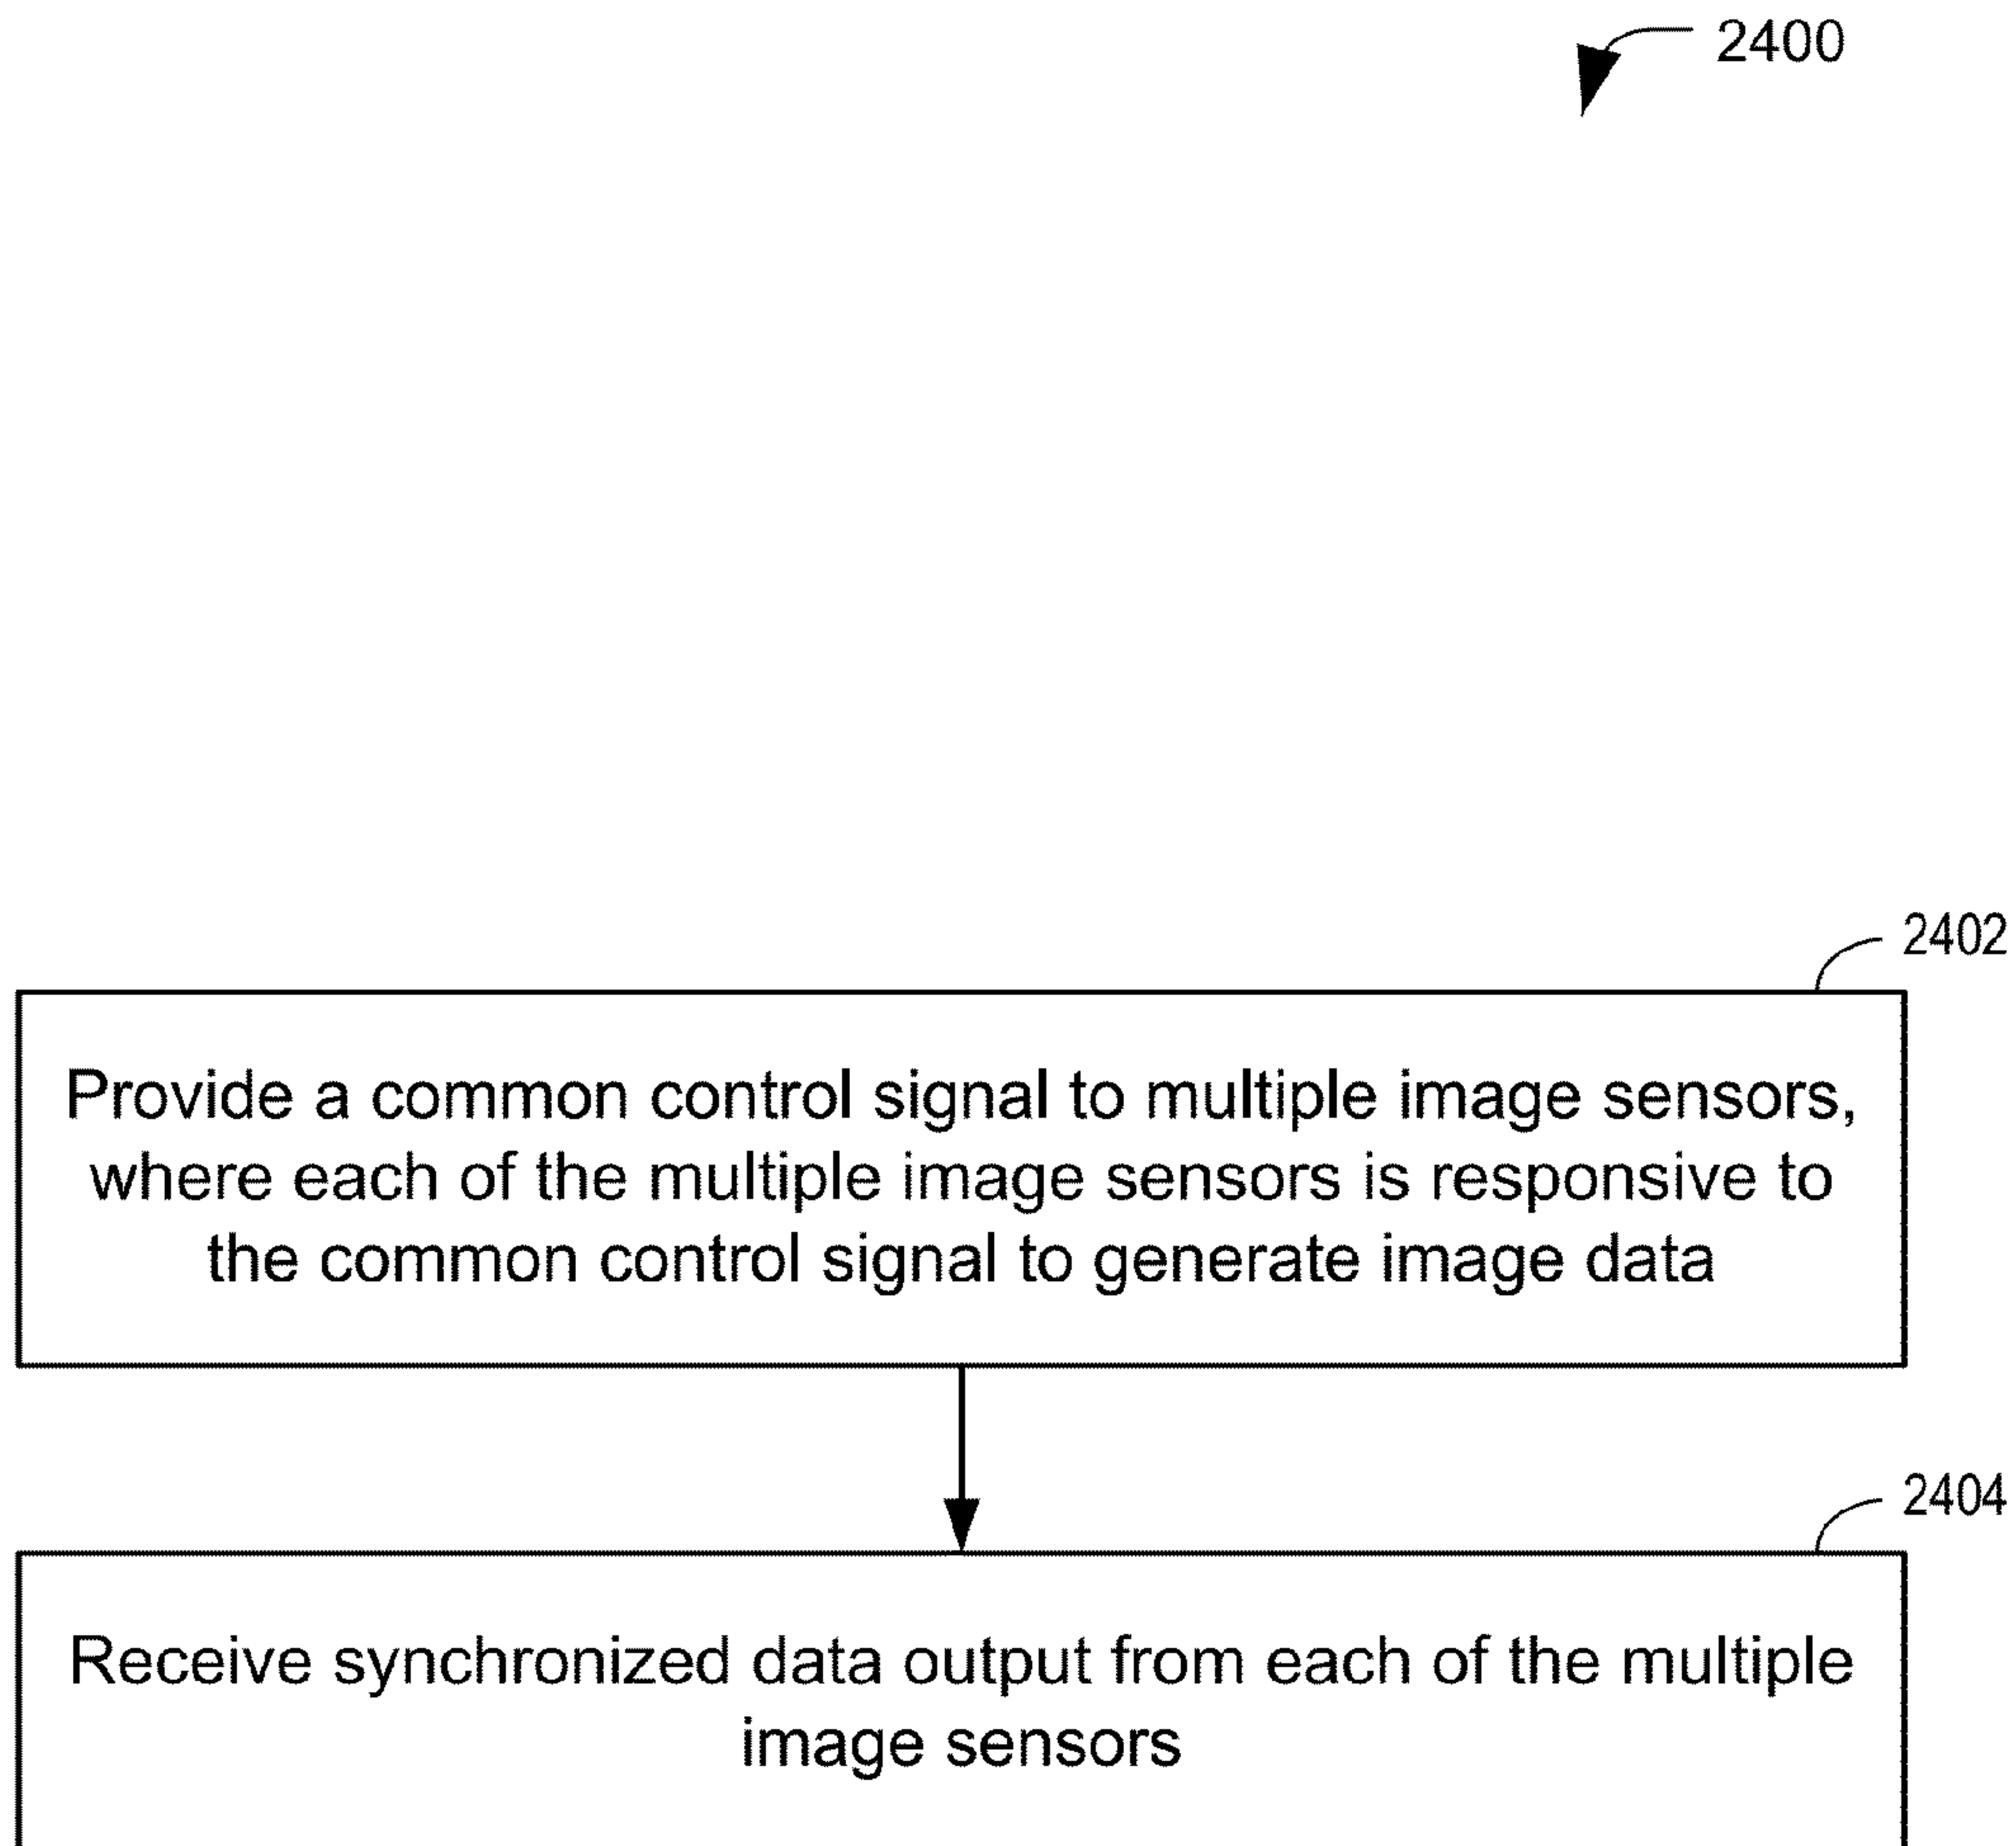 2400
2402
Provide a common control signal to multiple image sensors,
where each of the multiple image sensors is responsive to
the common control signal to generate image data
2404
Receive synchronized data output from each of the multiple
image sensors